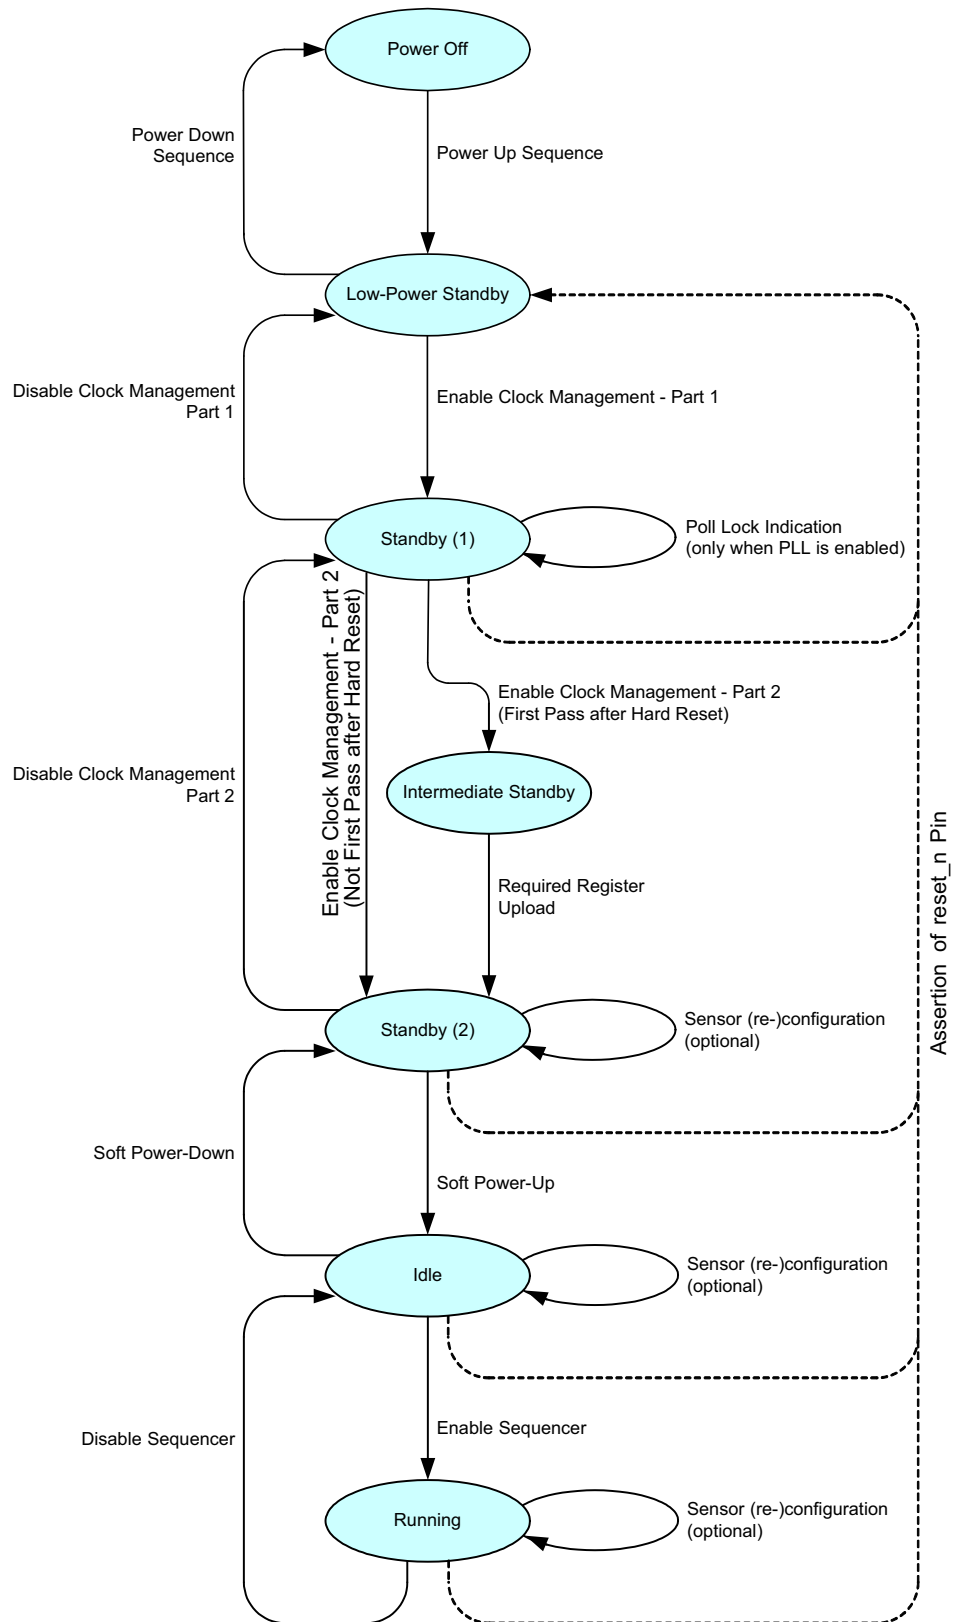 Power Off
Power Down
Sequence
Power Up Sequence
Low-Power Standby
Disable Clock Management
Part 1
Enable Clock Management - Part 1
Standby (1)
Poll Lock Indication
(only when PLL is enabled)
Enable Clock Management - Part 2
(Not First Pass after Hard Reset)
Enable Clock Management - Part 2
(First Pass after Hard Reset)
Disable Clock Management
Part 2
Intermediate Standby
Required Register
Upload
Assertion of reset_n Pin
Standby (2)
Sensor (re-)configuration
(optional)
Soft Power-Down
Soft Power-Up
Idle
Sensor (re-)configuration
(optional)
Disable Sequencer
Enable Sequencer
Running
Sensor (re-)configuration
(optional)